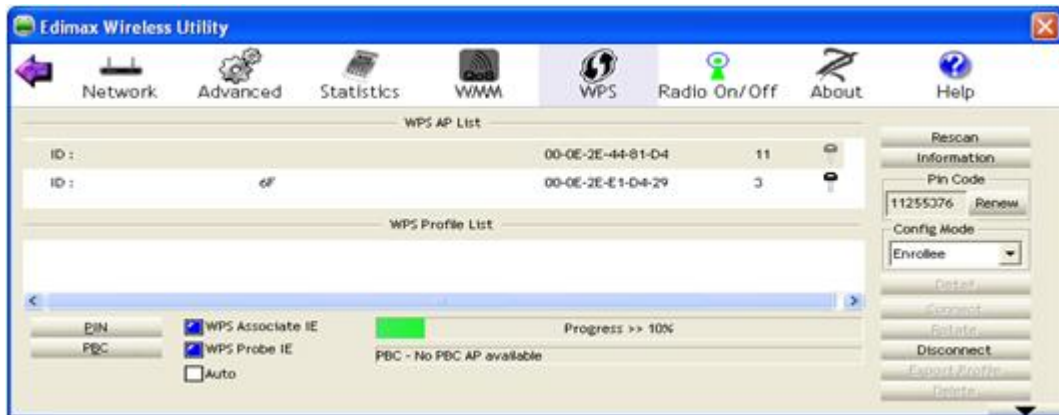 Edimax Wireless Utility
Network Advanced Statistics QoS WMM WPS Radio On/Off About Help
WPS AP List
ID : 00-0E-2E-44-81-D4 11
ID : 6F 00-0E-2E-E1-D4-29 3
WPS Profile List
Rescan
Information
Pin Code
11255376 Renew
Config Mode
Enrollee
Detail
Connect
Rotate
Disconnect
Export Profile
Delete
PIN
PBC
WPS Associate IE
WPS Probe IE
Auto
Progress >> 10%
PBC - No PBC AP available